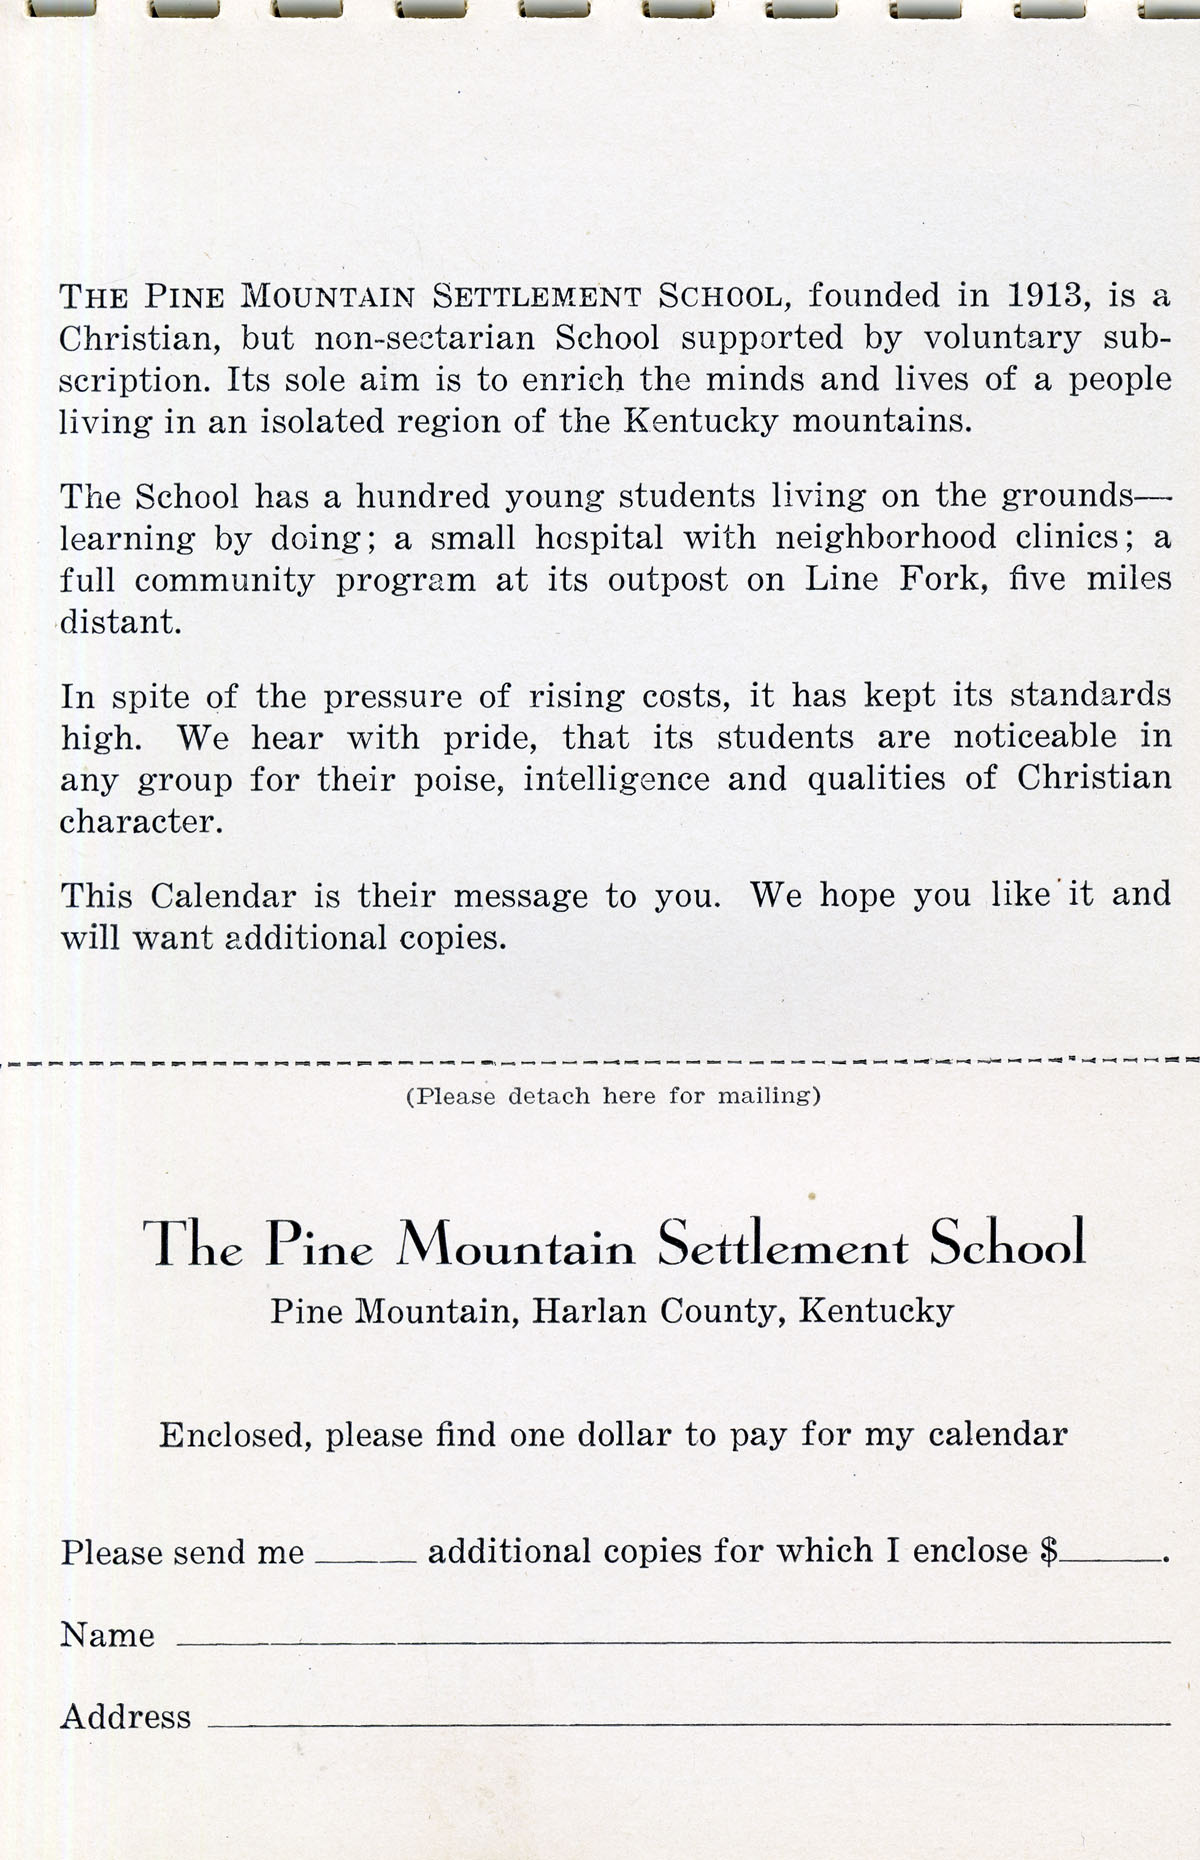 THE PINE MOUNTAIN SETTLEMENT SCHOOL, founded in 1913, is a
Christian, but non-sectarian School supported by voluntary sub-
scription. Its sole aim is to enrich the minds and lives of a people
living in an isolated region of the Kentucky mountains.
The School has a hundred young students living on the grounds—
learning by doing; a small hospital with neighborhood clinics; a
full community program at its outpost on Line Fork, five miles
distant.
In spite of the pressure of rising costs, it has kept its standards
high. We hear with pride, that its students are noticeable in
any group for their poise, intelligence and qualities of Christian
character.
This Calendar is their message to you. We hope you like it and
will want additional copies.
(Please detach here for mailing)
The Pine Mountain Settlement School
Pine Mountain, Harlan County, Kentucky
Enclosed, please find one dollar to pay for my calendar
Please send me ______ additional copies for which I enclose $______.
Name
Address